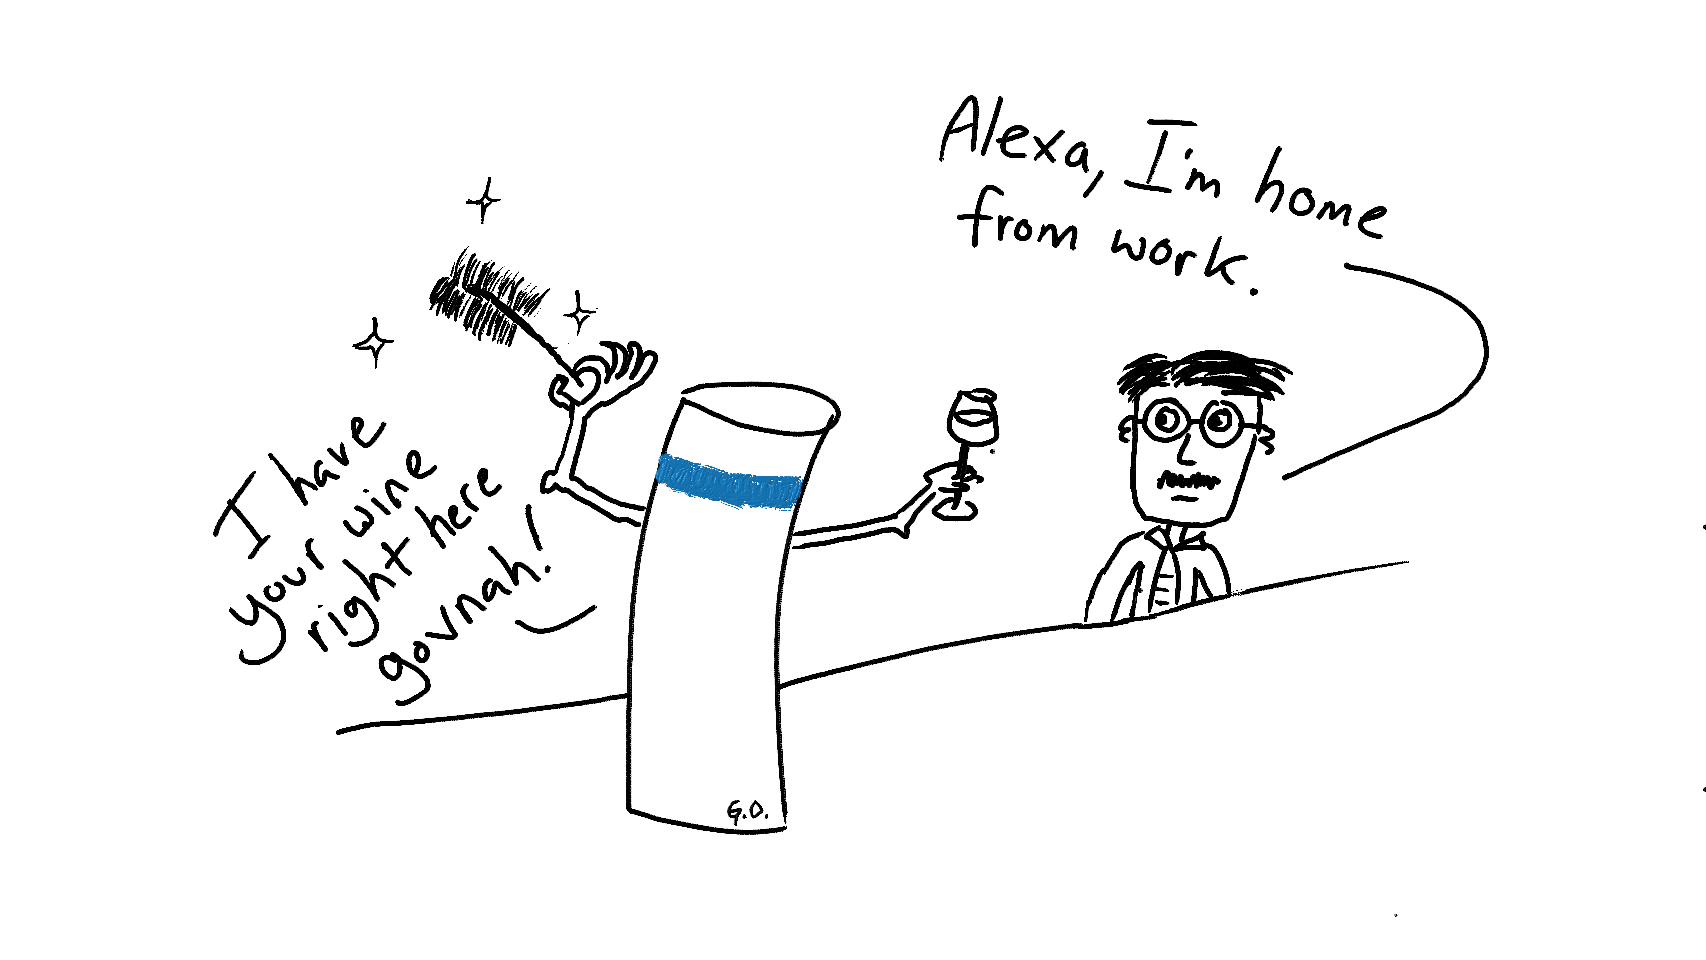 Alexa, I'm home
from work.
I have
your wine
right here
govnah!
G.O.